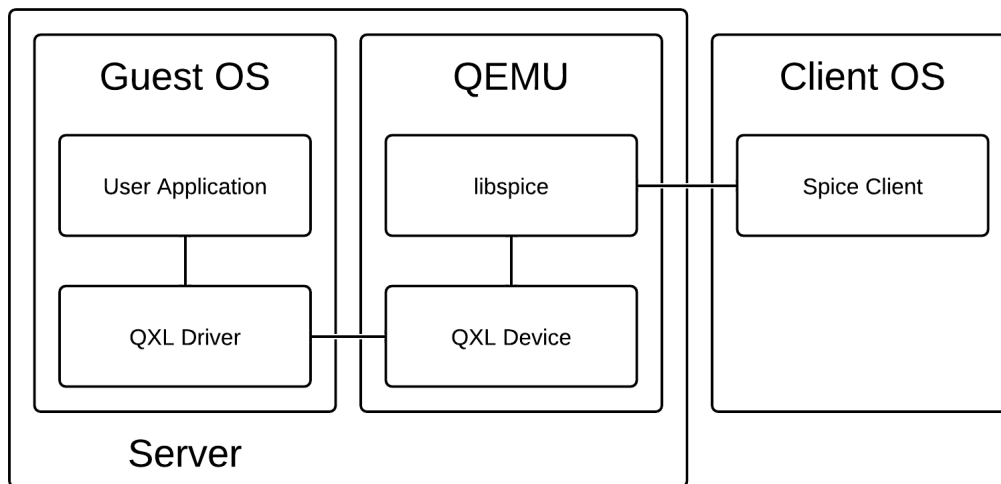 Guest OS
QEMU
Client OS
User Application
libspice
Spice Client
QXL Driver
QXL Device
Server